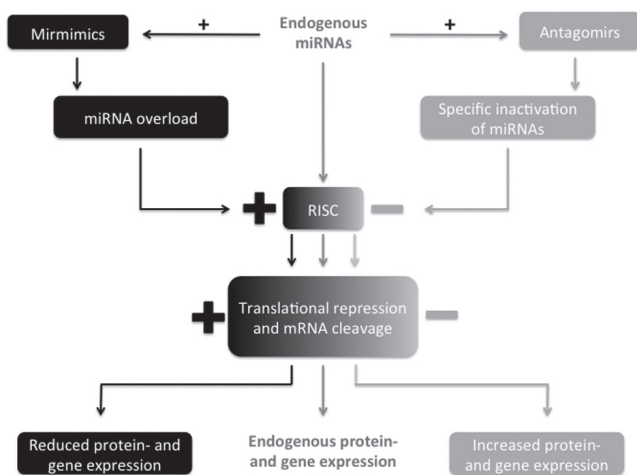 Mirmimics
+
Endogenous
miRNAs
+
Antagomirs
miRNA overload
Specific inactivation
of miRNAs
+
RISC
−
+
Translational repression
and mRNA cleavage
−
Reduced protein- and
gene expression
Endogenous protein-
and gene expression
Increased protein-
and gene expression